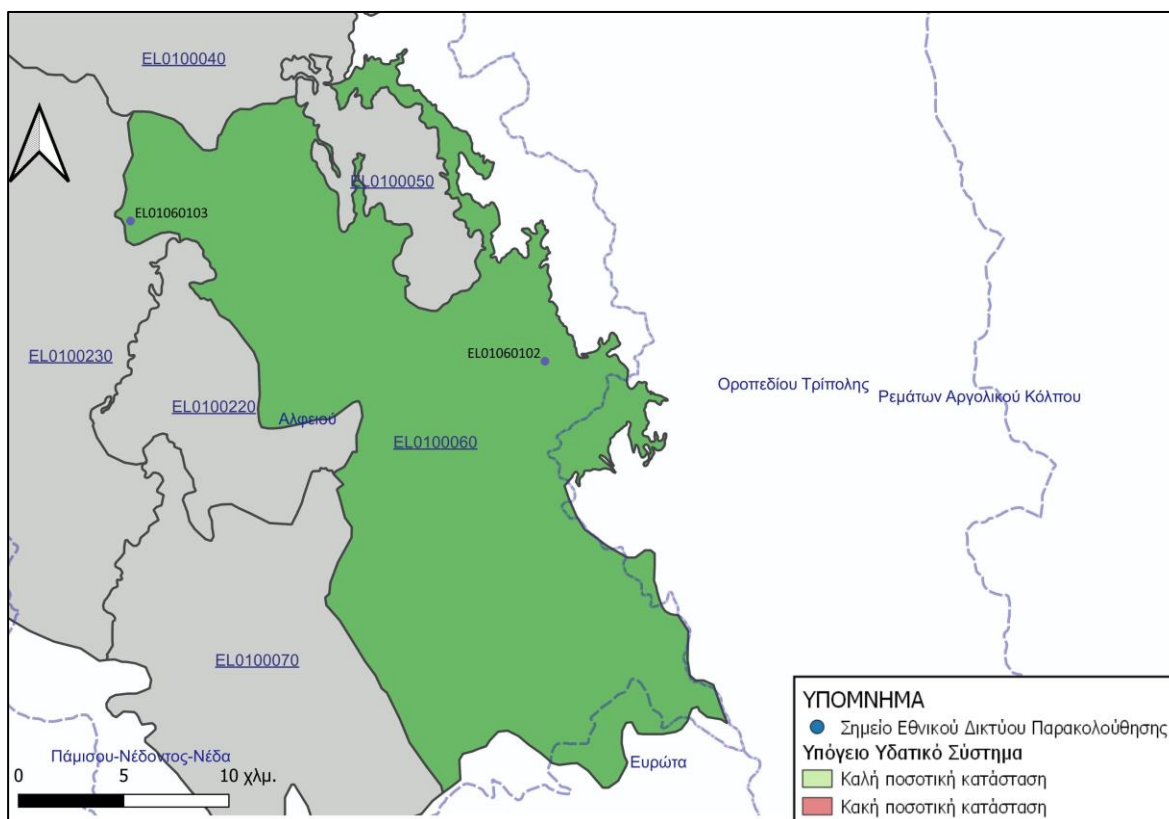 EL0100040
EL0100050
EL01060103
EL0100230
EL01060102
Οροπεδίου Τρίπολης
Ρεμάτων Αργολικού Κόλπου
EL0100220
Αλφειού
EL0100060
EL0100070
Πάμισου-Νέδοντος-Νέδα
Ευρώτα
0 5 10 χλμ.
ΥΠΟΜΝΗΜΑ
Σημείο Εθνικού Δικτύου Παρακολούθησης
Υπόγειο Υδατικό Σύστημα
Καλή ποσοτική κατάσταση
Κακή ποσοτική κατάσταση